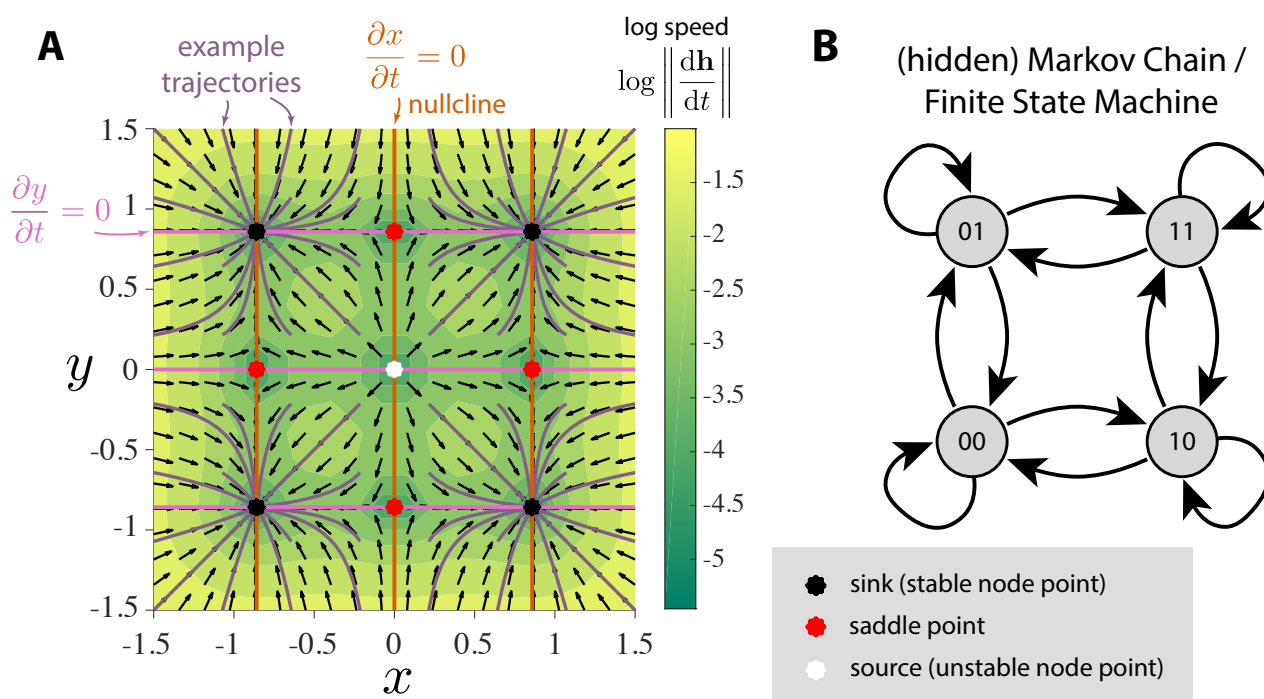 A
example
trajectories
∂x/∂t = 0
nullcline
log speed
log ‖dh/dt‖
∂y/∂t = 0
1.5
1
0.5
0
-0.5
-1
-1.5
y
-1.5
-1
-0.5
0
0.5
1
1.5
x
-1.5
-2
-2.5
-3
-3.5
-4
-4.5
-5
B
(hidden) Markov Chain /
Finite State Machine
01
11
00
10
sink (stable node point)
saddle point
source (unstable node point)